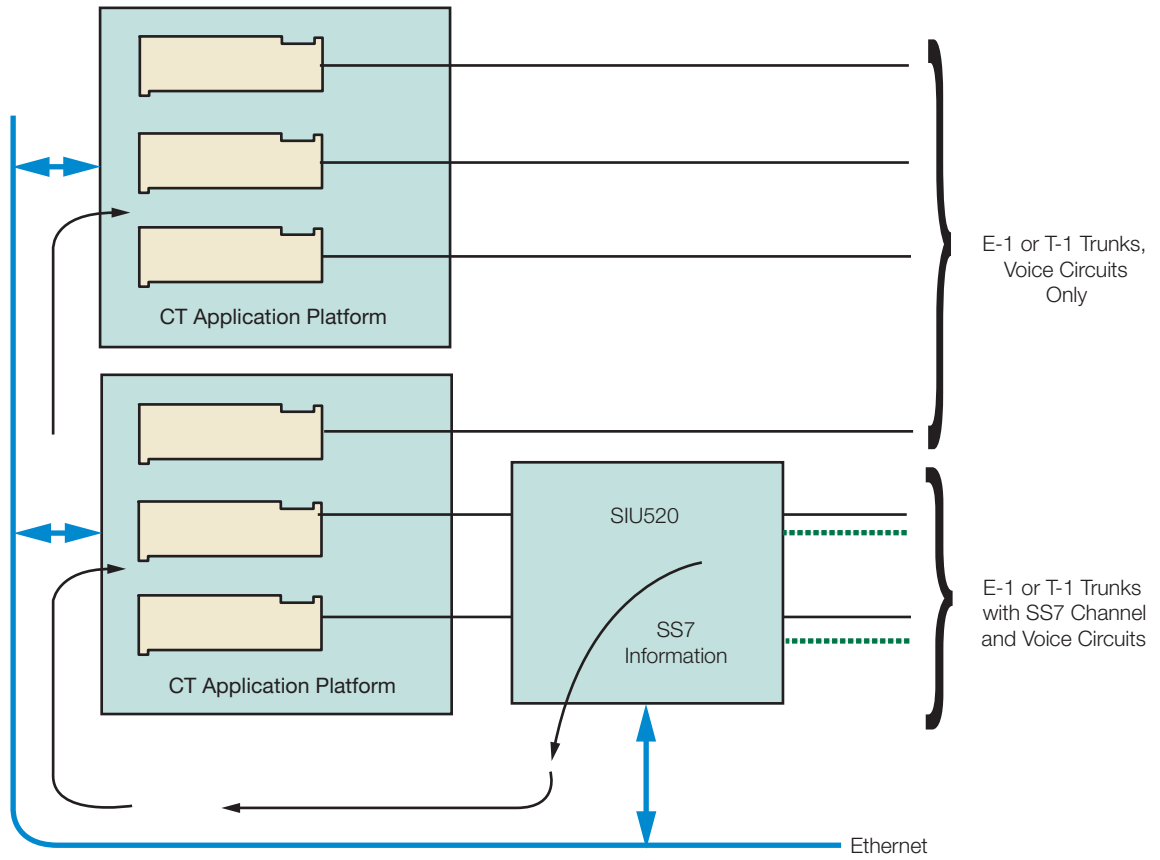 CT Application Platform
E-1 or T-1 Trunks,
Voice Circuits
Only
CT Application Platform
SIU520
SS7
Information
E-1 or T-1 Trunks
with SS7 Channel
and Voice Circuits
Ethernet